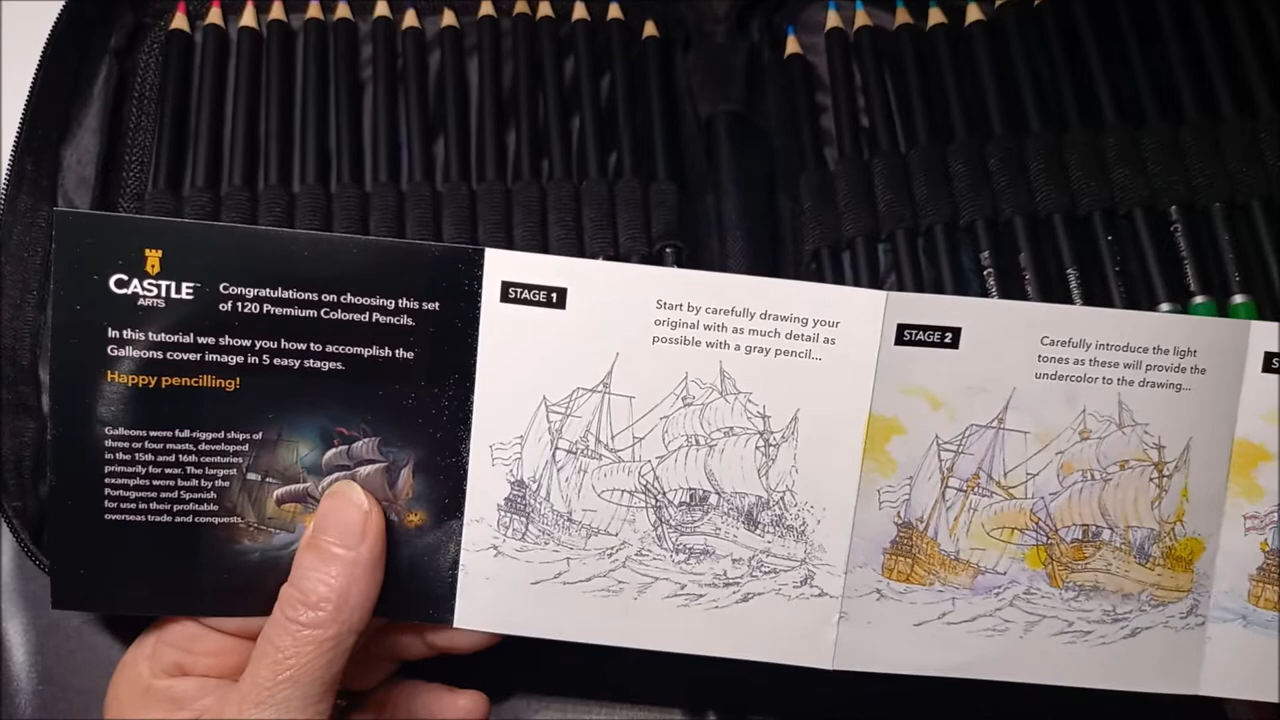 CASTLE™
ARTS
Congratulations on choosing this set
of 120 Premium Colored Pencils.
In this tutorial we show you how to accomplish the
Galleons cover image in 5 easy stages.
Happy pencilling!
Galleons were full-rigged ships of
three or four masts, developed
in the 15th and 16th centuries
primarily for war. The largest
examples were built by the
Portuguese and Spanish
for use in their profitable
overseas trade and conquests.
STAGE 1
Start by carefully drawing your
original with as much detail as
possible with a gray pencil...
STAGE 2
Carefully introduce the light
tones as these will provide the
undercolor to the drawing...
S